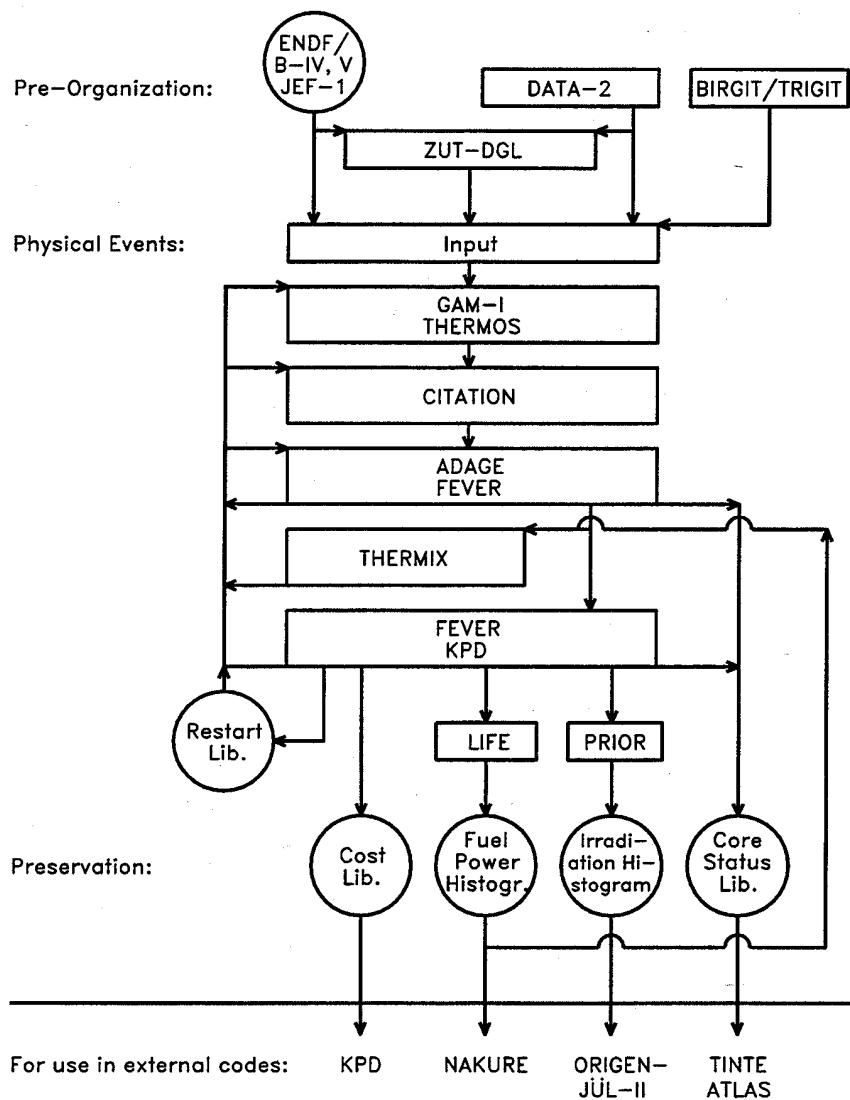 ENDF/
B-IV, V
JEF-1
Pre-Organization:
DATA-2
BIRGIT/TRIGIT
ZUT-DGL
Physical Events:
Input
GAM-I
THERMOS
CITATION
ADAGE
FEVER
THERMIX
FEVER
KPD
Restart
Lib.
LIFE
PRIOR
Preservation:
Cost
Lib.
Fuel
Power
Histogr.
Irradi-
ation Hi-
stogram
Core
Status
Lib.
For use in external codes:
KPD
NAKURE
ORIGEN-
JÜL-II
TINTE
ATLAS